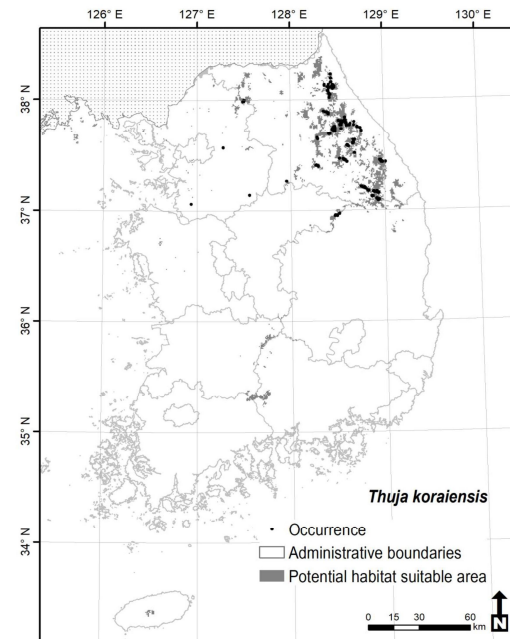 126° E 127° E 128° E 129° E 130° E
38° N
37° N
36° N
35° N
34° N
Thuja koraiensis
Occurrence
Administrative boundaries
Potential habitat suitable area
0 15 30 60
km
N